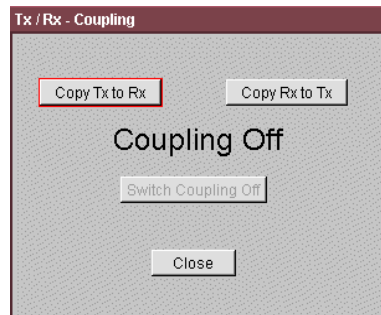 Tx / Rx - Coupling
Copy Tx to Rx
Copy Rx to Tx
Coupling Off
Switch Coupling Off
Close